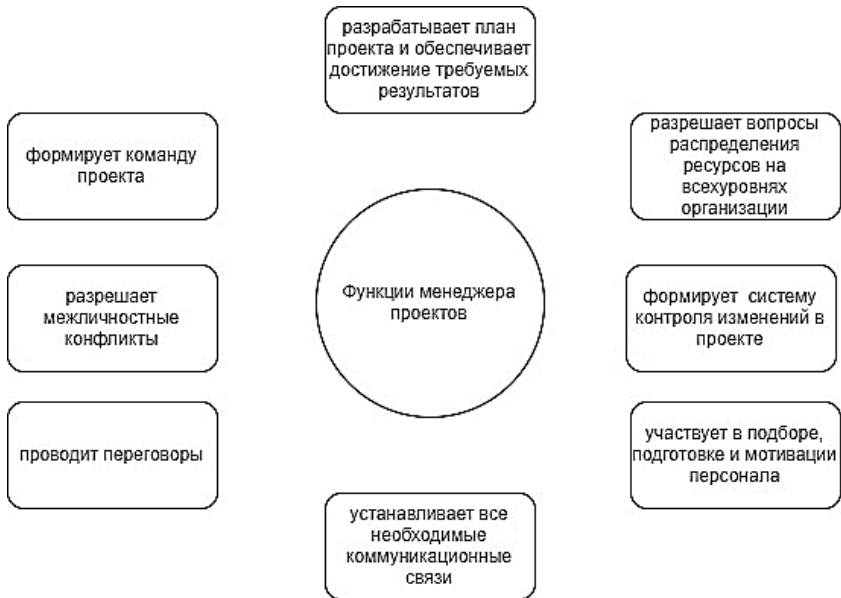 разрабатывает план
проекта и обеспечивает
достижение требуемых
результатов
формирует команду
проекта
разрешает вопросы
распределения
ресурсов на
всехуровнях
организации
Функции менеджера
проектов
разрешает
межличностные
конфликты
формирует  систему
контроля изменений в
проекте
проводит переговоры
участвует в подборе,
подготовке и мотивации
персонала
устанавливает все
необходимые
коммуникационные
связи